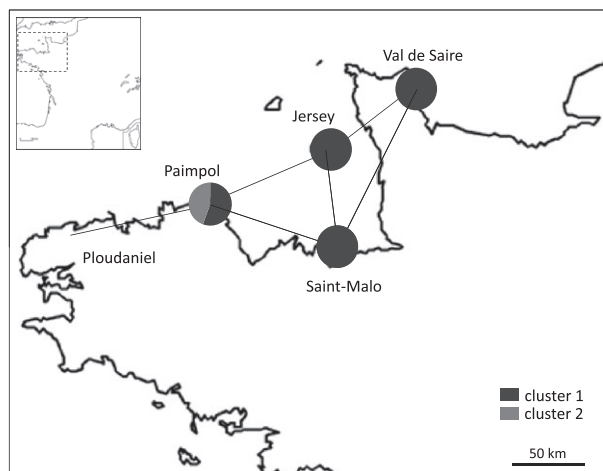 Val de Saire
Jersey
Paimpol
Ploudaniel
Saint-Malo
cluster 1
cluster 2
50 km